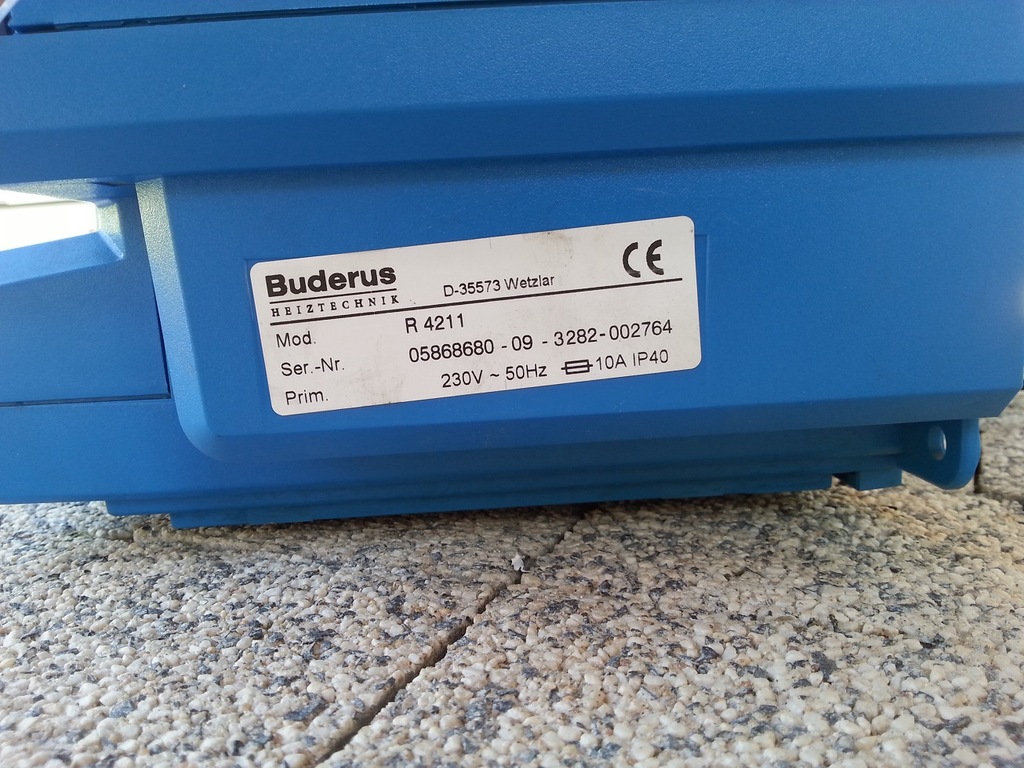 Buderus
HEIZTECHNIK D-35573 Wetzlar CE
Mod. R 4211
Ser.-Nr. 05868680 - 09 - 3282 - 002764
Prim. 230V ~ 50Hz 10A IP40